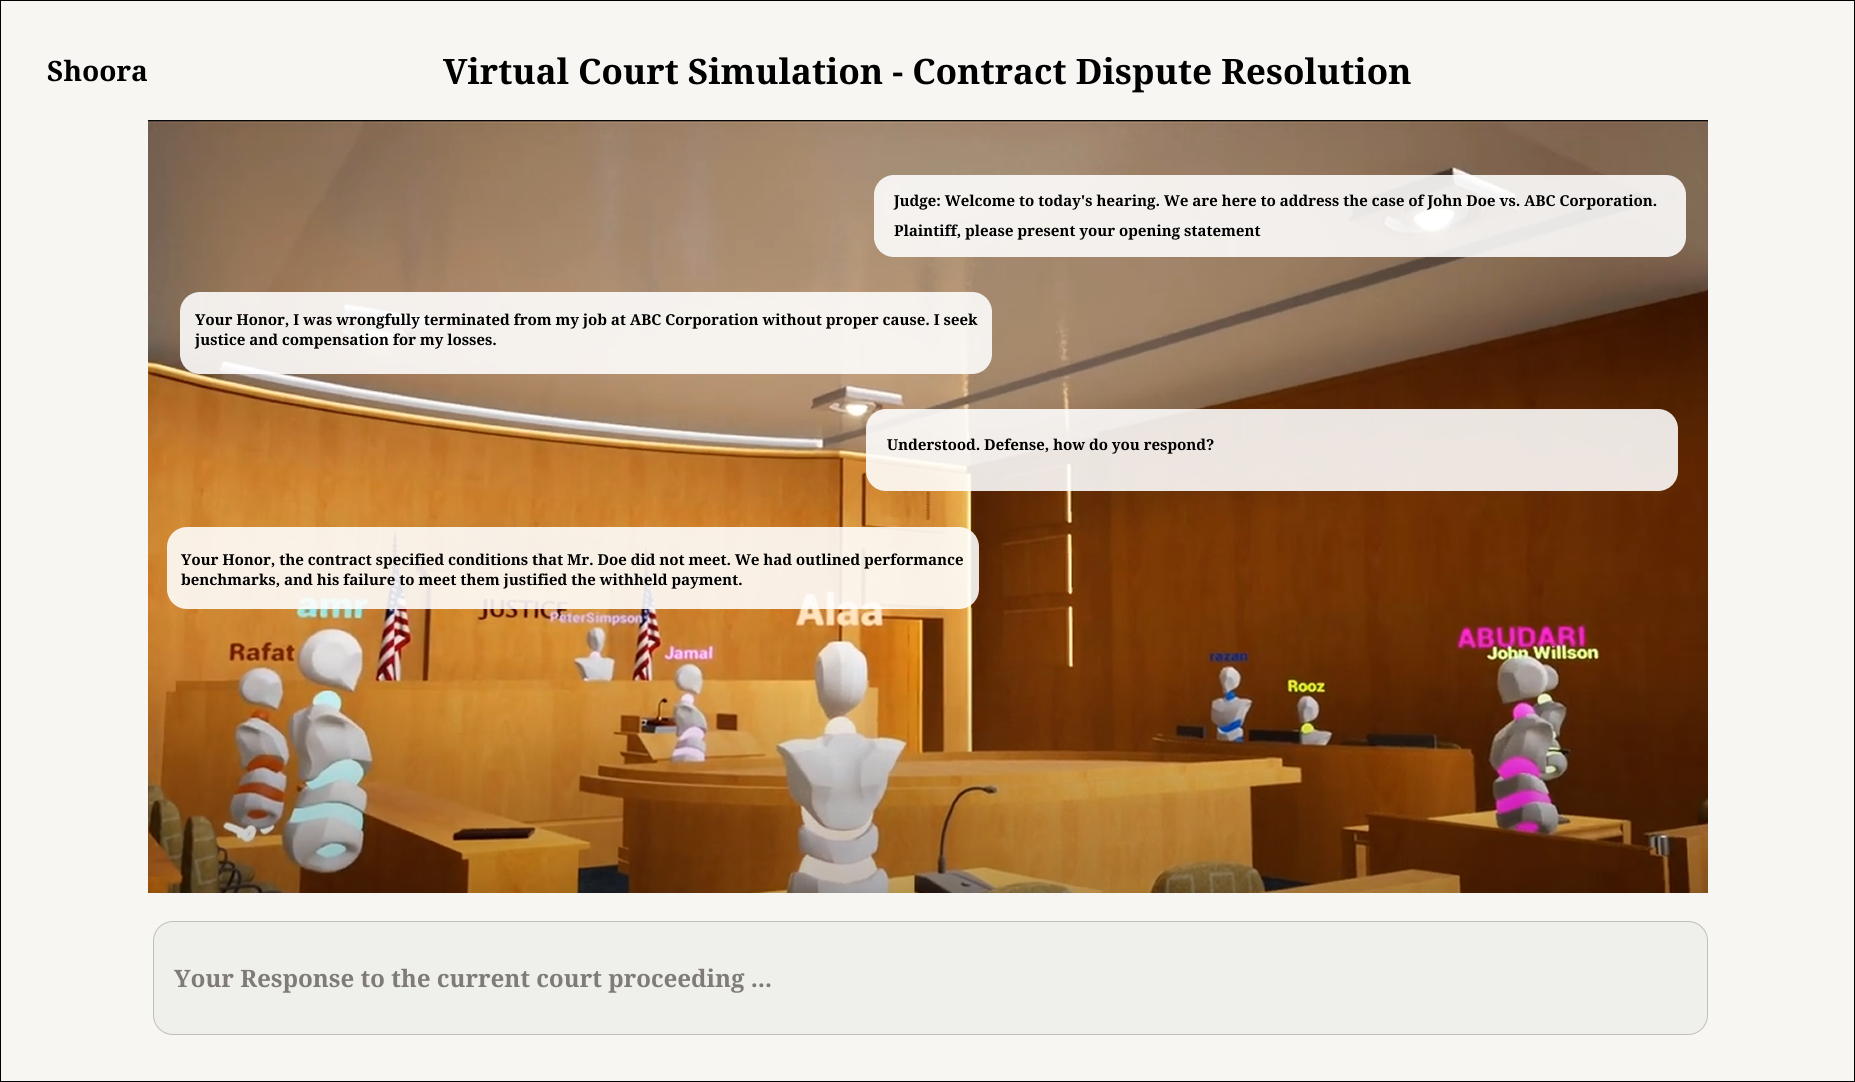 Shoora
Virtual Court Simulation - Contract Dispute Resolution
Judge: Welcome to today's hearing. We are here to address the case of John Doe vs. ABC Corporation.
Plaintiff, please present your opening statement
Your Honor, I was wrongfully terminated from my job at ABC Corporation without proper cause. I seek
justice and compensation for my losses.
Understood. Defense, how do you respond?
Your Honor, the contract specified conditions that Mr. Doe did not meet. We had outlined performance
benchmarks, and his failure to meet them justified the withheld payment.
amr
JUSTICE
PeterSimpson
Alaa
Rafat
Jamal
razan
Rooz
ABUDARI
John Willson
Your Response to the current court proceeding ...